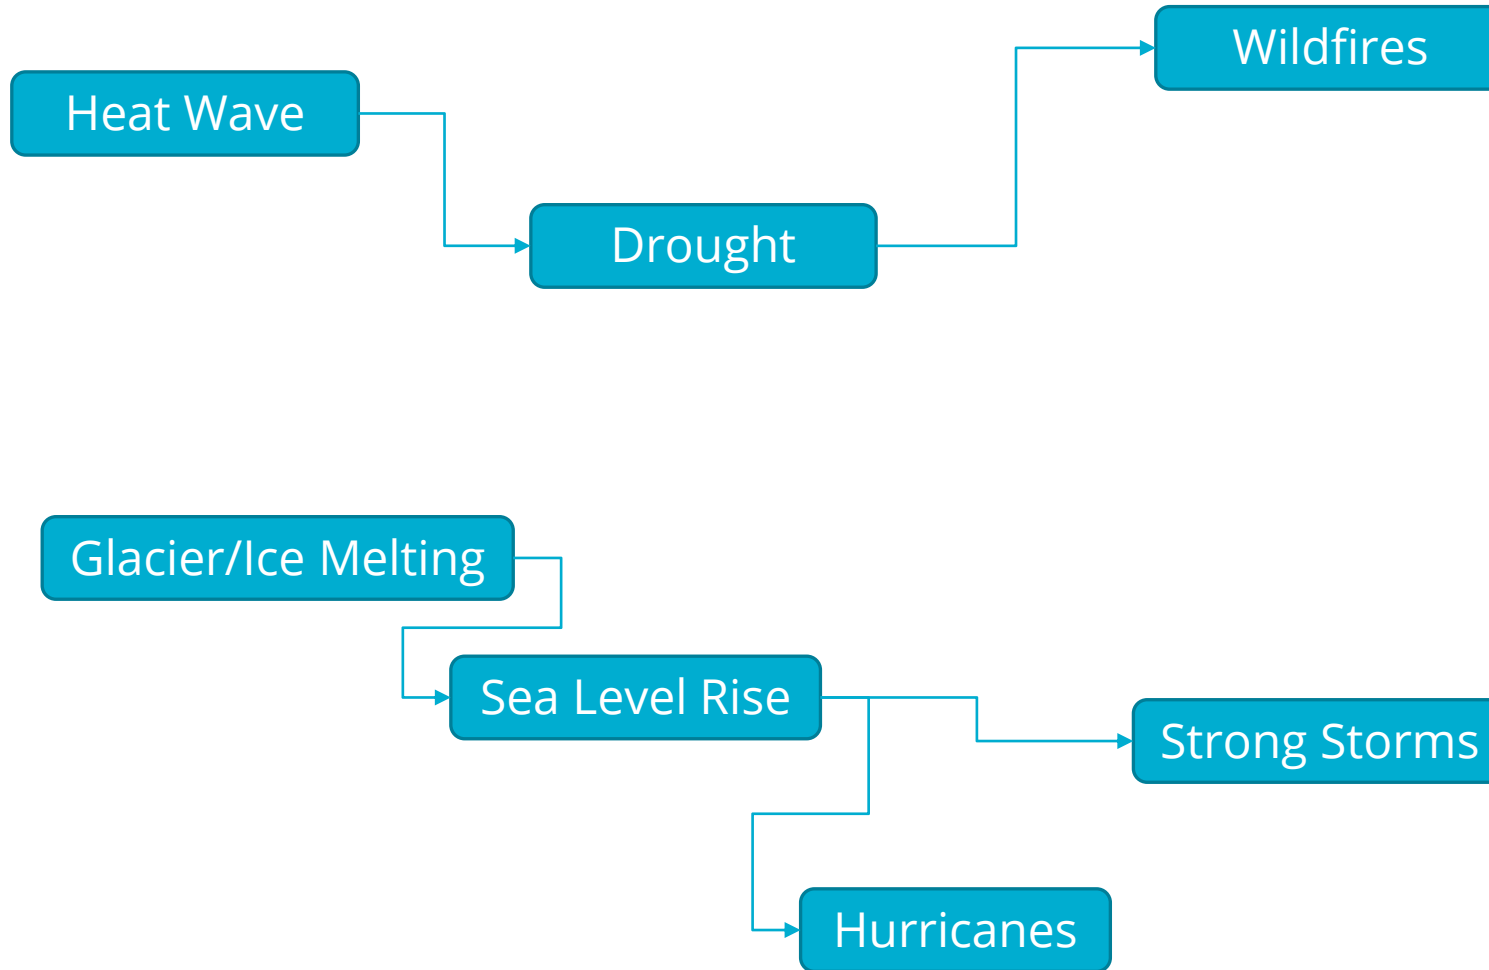 Wildfires
Heat Wave
Drought
Glacier/Ice Melting
Sea Level Rise
Strong Storms
Hurricanes